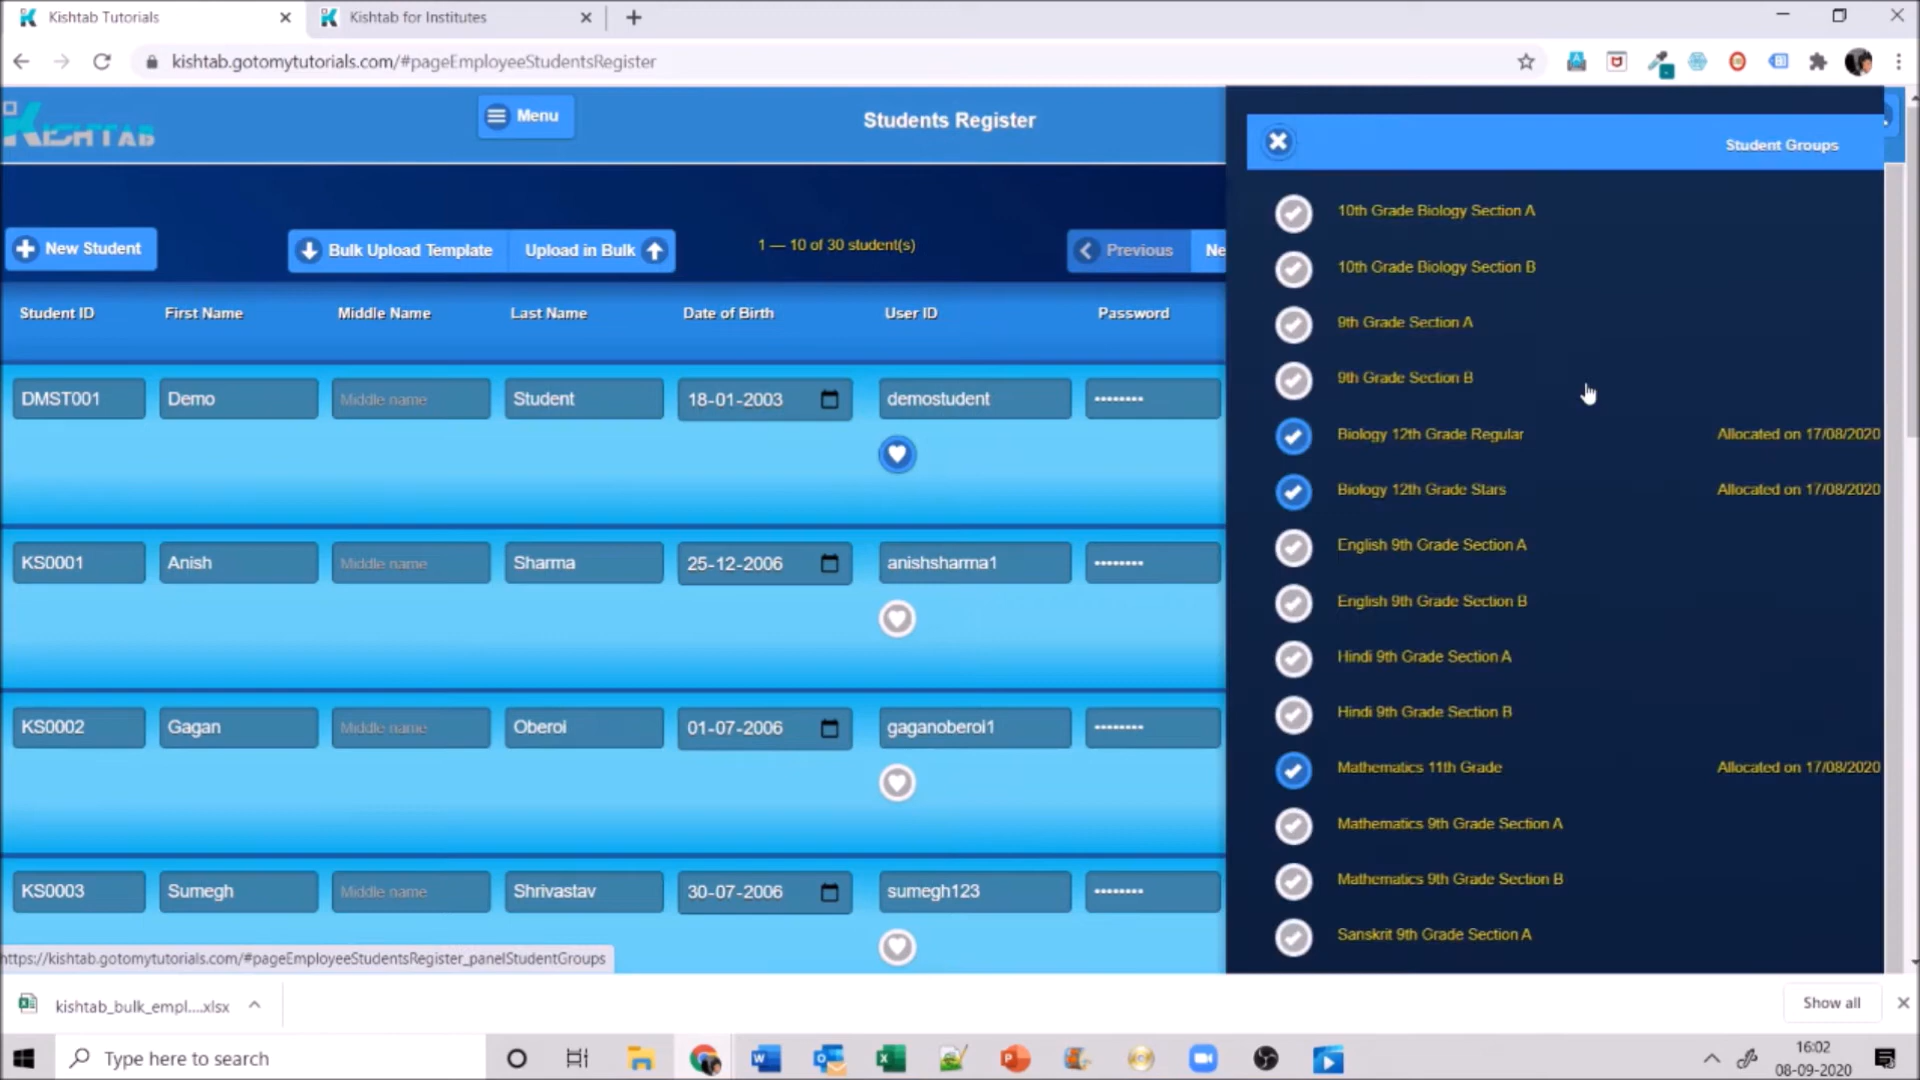 Kishtab Tutorials
Kishtab for Institutes
kishtab.gotomytutorials.com/#pageEmployeeStudentsRegister
KISHTAB
Menu
Students Register
Student Groups
New Student
Bulk Upload Template
Upload in Bulk
1 — 10 of 30 student(s)
Previous
Ne
Student ID
First Name
Middle Name
Last Name
Date of Birth
User ID
Password
DMST001
Demo
Middle name
Student
18-01-2003
demostudent
••••••••
KS0001
Anish
Middle name
Sharma
25-12-2006
anishsharma1
••••••••
KS0002
Gagan
Middle name
Oberoi
01-07-2006
gaganoberoi1
••••••••
KS0003
Sumegh
Middle name
Shrivastav
30-07-2006
sumegh123
••••••••
10th Grade Biology Section A
10th Grade Biology Section B
9th Grade Section A
9th Grade Section B
Biology 12th Grade Regular
Allocated on 17/08/2020
Biology 12th Grade Stars
Allocated on 17/08/2020
English 9th Grade Section A
English 9th Grade Section B
Hindi 9th Grade Section A
Hindi 9th Grade Section B
Mathematics 11th Grade
Allocated on 17/08/2020
Mathematics 9th Grade Section A
Mathematics 9th Grade Section B
Sanskrit 9th Grade Section A
https://kishtab.gotomytutorials.com/#pageEmployeeStudentsRegister_panelStudentGroups
kishtab_bulk_empl....xlsx
Show all
Type here to search
16:02
08-09-2020